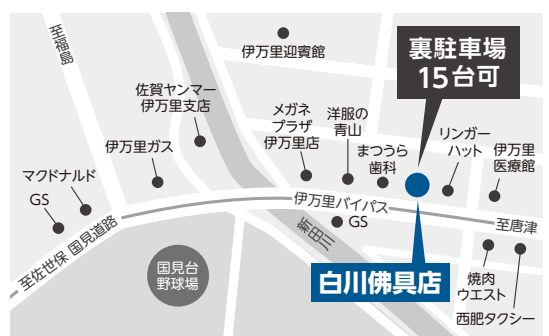 至福島
伊万里迎賓館
裏駐車場
15台可
佐賀ヤンマー
伊万里支店
メガネ
プラザ
伊万里店
洋服の
青山
まつうら
歯科
リンガー
ハット
伊万里
医療館
伊万里ガス
マクドナルド
GS
伊万里バイパス
至唐津
GS
新田川
至佐世保 国見道路
国見台
野球場
白川佛具店
焼肉
ウエスト
西肥タクシー